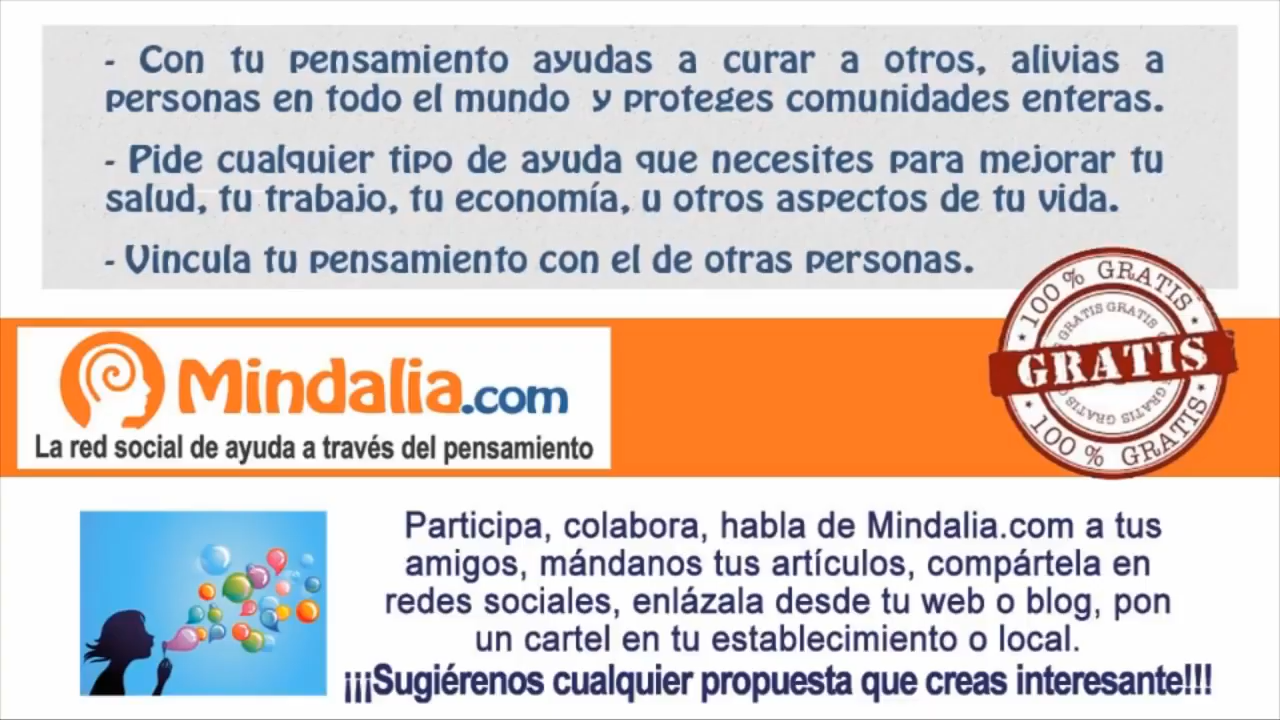 - Con tu pensamiento ayudas a curar a otros, alivias a
personas en todo el mundo y proteges comunidades enteras.
- Pide cualquier tipo de ayuda que necesites para mejorar tu
salud, tu trabajo, tu economía, u otros aspectos de tu vida.
- Vincula tu pensamiento con el de otras personas.
100 % GRATIS
GRATIS GRATIS
GRATIS
GRATIS GRATIS
100 % GRATIS
Mindalia.com
La red social de ayuda a través del pensamiento
Participa, colabora, habla de Mindalia.com a tus
amigos, mándanos tus artículos, compártela en
redes sociales, enlázala desde tu web o blog, pon
un cartel en tu establecimiento o local.
¡¡¡Sugiérenos cualquier propuesta que creas interesante!!!